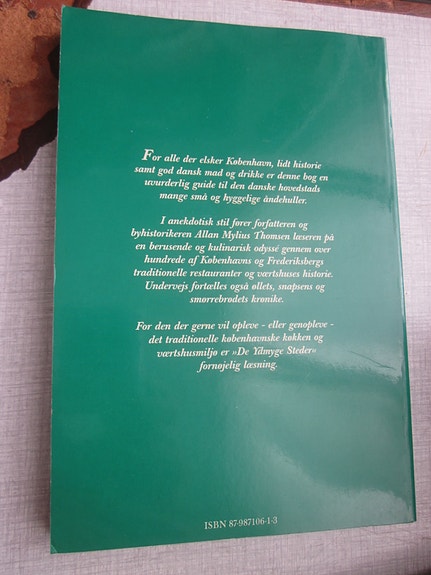 For alle der elsker København, lidt historie
samt god dansk mad og drikke er denne bog en
uvurderlig guide til den danske hovedstads
mange små og hyggelige åndehuller.
I anekdotisk stil fører forfatteren og
byhistorikeren Allan Mylius Thomsen læseren på
en berusende og kulinarisk odyssé gennem over
hundrede af Københavns og Frederiksbergs
traditionelle restauranter og værtshuses historie.
Undervejs fortælles også øllets, snapsens og
smørrebrødets krønike.
For den der gerne vil opleve - eller genopleve -
det traditionelle københavnske køkken og
værtshusmiljø er »De Ydmyge Steder«
fornøjelig læsning.
ISBN 87-987106-1-3